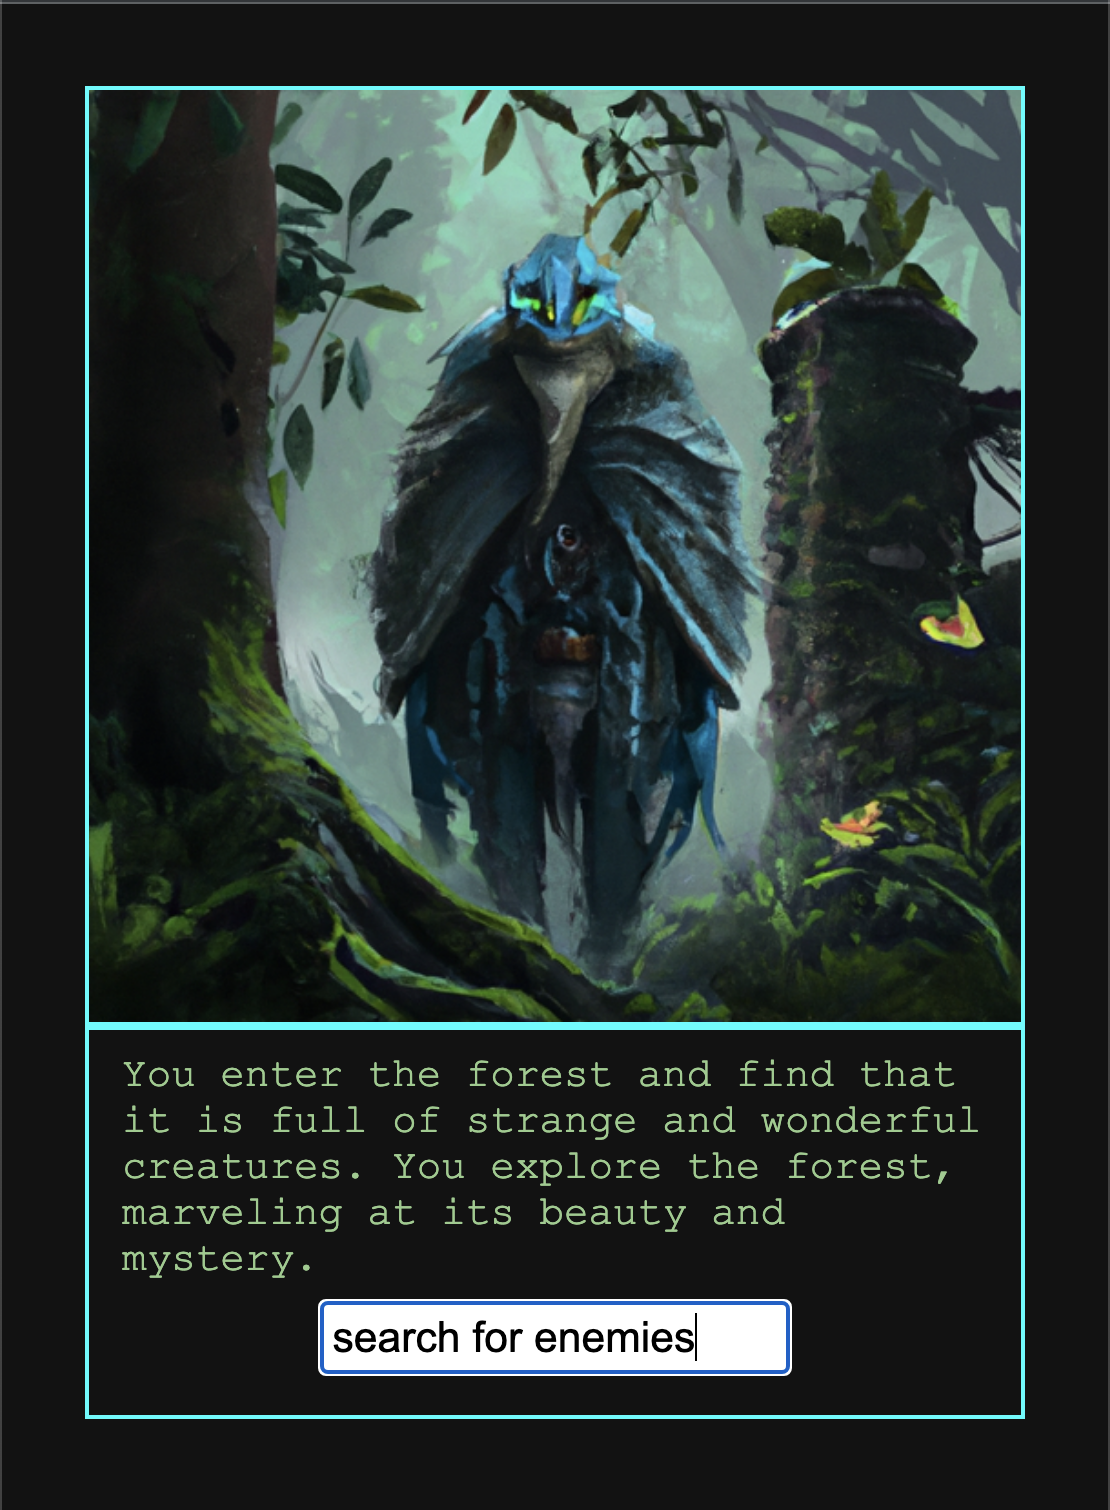 You enter the forest and find that
it is full of strange and wonderful
creatures. You explore the forest,
marveling at its beauty and
mystery.
search for enemies